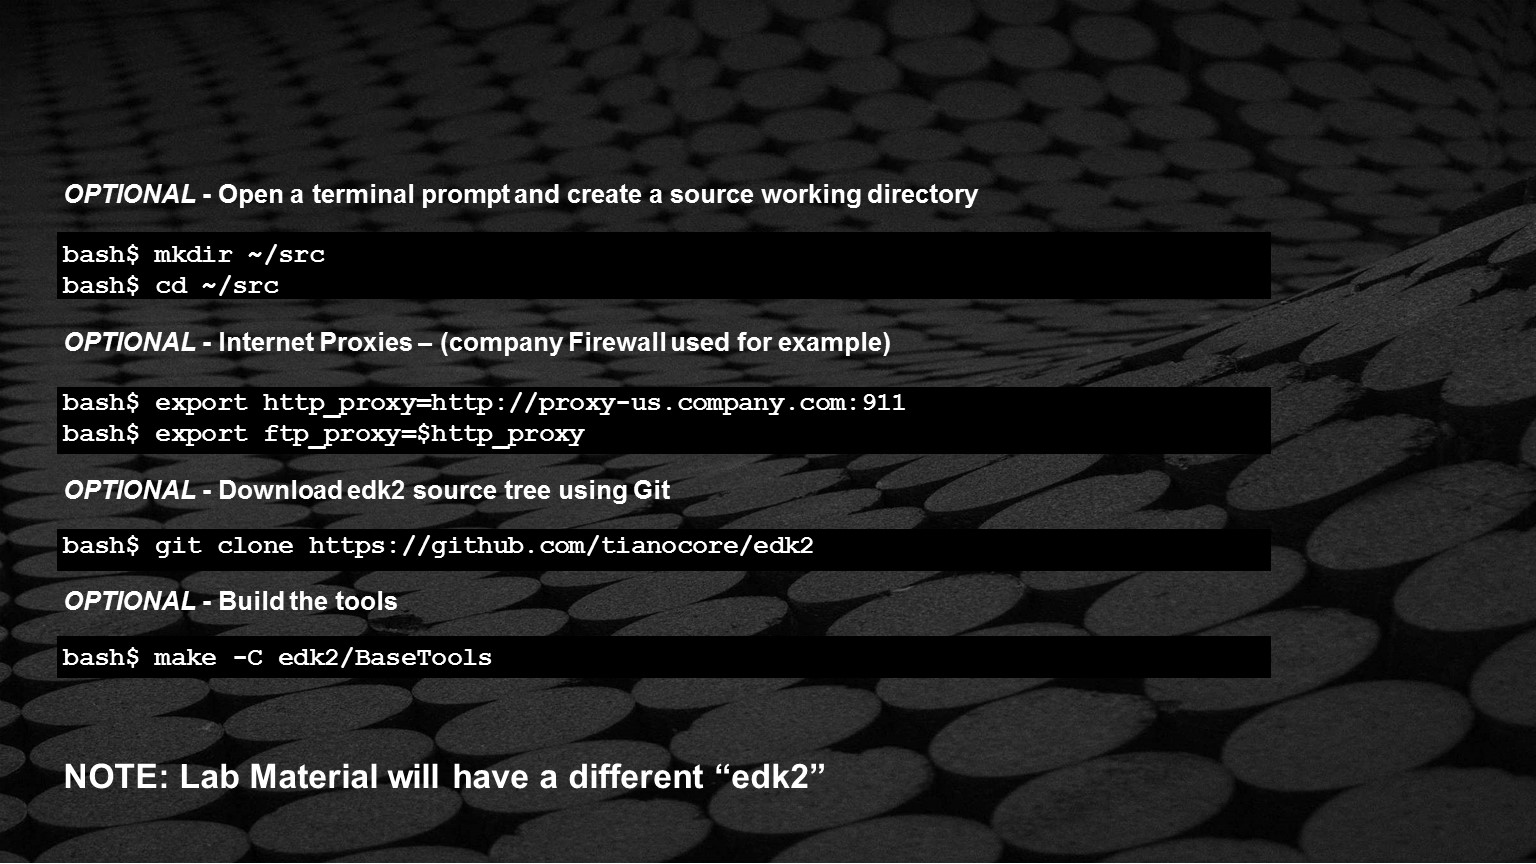 OPTIONAL - Open a terminal prompt and create a source working directory
bash$ mkdir ~/src
bash$ cd ~/src
OPTIONAL - Internet Proxies – (company Firewall used for example)
bash$ export http_proxy=http://proxy-us.company.com:911
bash$ export ftp_proxy=$http_proxy
OPTIONAL - Download edk2 source tree using Git
bash$ git clone https://github.com/tianocore/edk2
OPTIONAL - Build the tools
bash$ make -C edk2/BaseTools
NOTE: Lab Material will have a different “edk2”